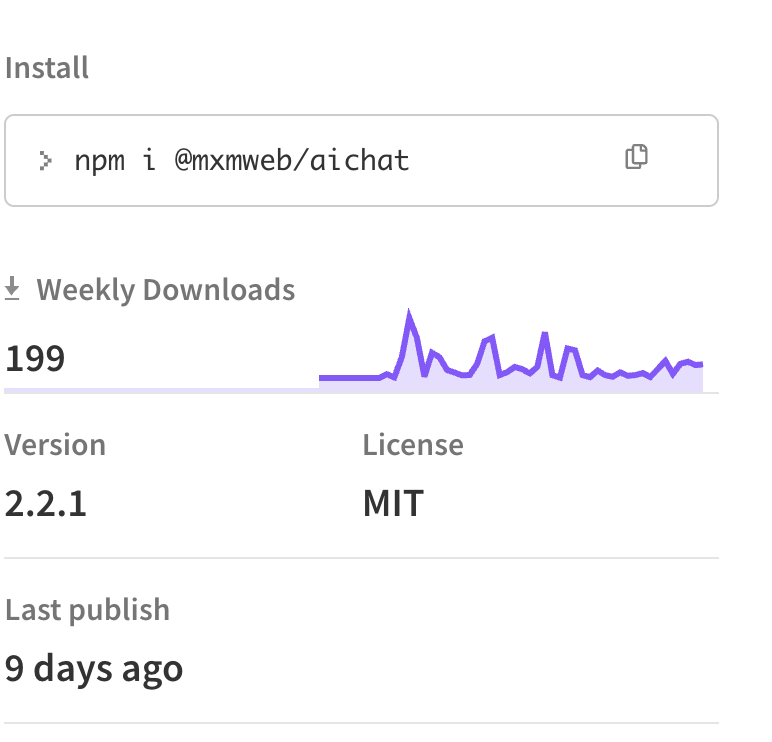 Install
npm i @mxmweb/aichat
Weekly Downloads
199
Version
License
2.2.1
MIT
Last publish
9 days ago